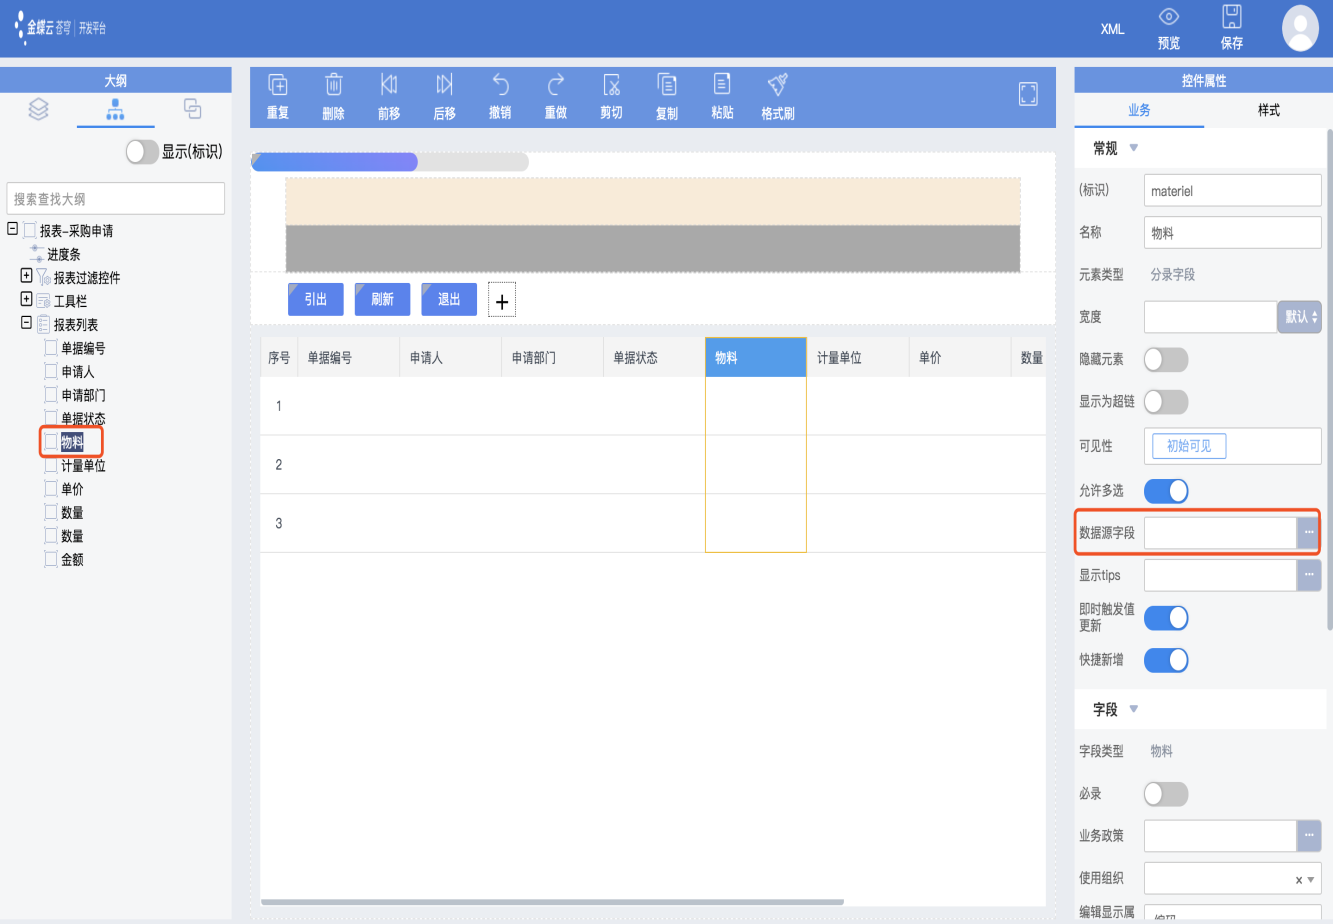 金蝶云 苍穹 | 开发平台
XML
预览
保存
大纲
显示(标识)
搜索查找大纲
报表-采购申请
进度条
报表过滤控件
工具栏
报表列表
单据编号
申请人
申请部门
单据状态
物料
计量单位
单价
数量
数量
金额
重复 删除 前移 后移 撤销 重做 剪切 复制 粘贴 格式刷
引出 刷新 退出 +
序号 单据编号 申请人 申请部门 单据状态 物料 计量单位 单价 数量
1
2
3
控件属性
业务 样式
常规
(标识) materiel
名称 物料
元素类型 分录字段
宽度 默认
隐藏元素
显示为超链
可见性 初始可见
允许多选
数据源字段 ...
显示tips ...
即时触发值
更新
快捷新增
字段
字段类型 物料
必录
业务政策 ...
使用组织 x
编辑显示属 编码